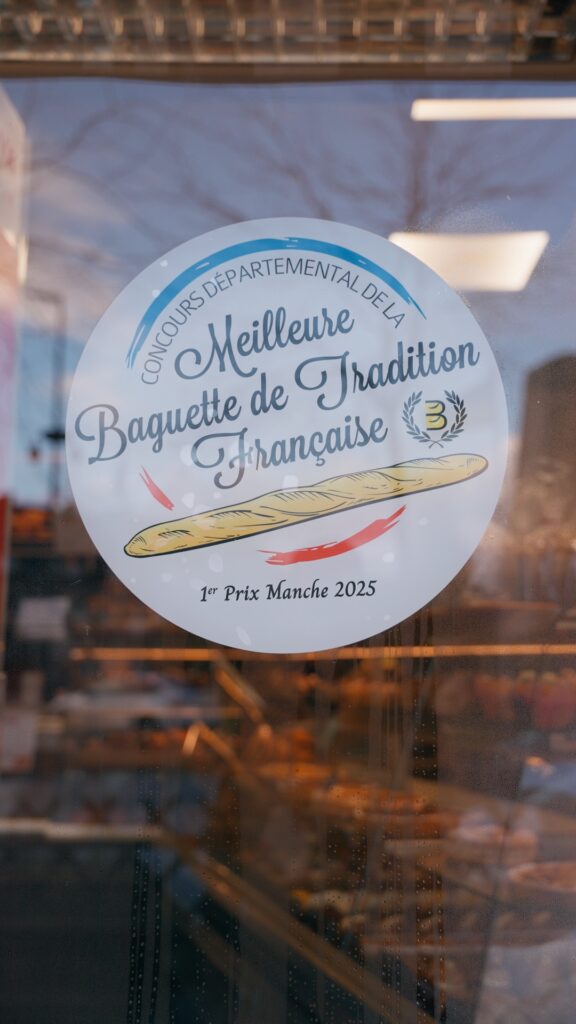 CONCOURS DÉPARTEMENTAL DE LA
Meilleure
Baguette de Tradition
Française
B
1er Prix Manche 2025